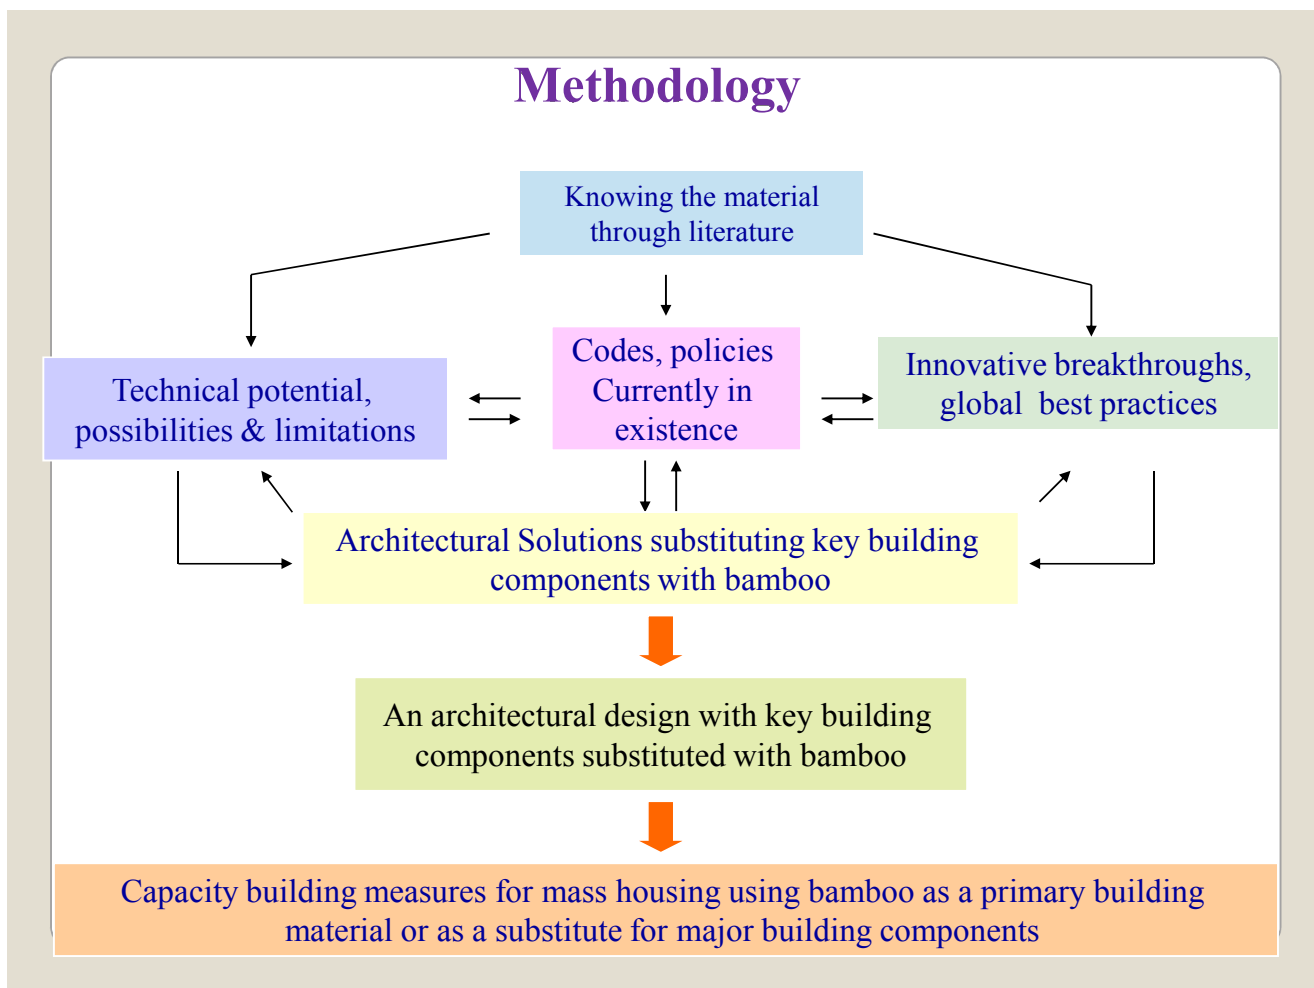 Methodology
Knowing the material
through literature
Technical potential,
possibilities & limitations
Codes, policies
Currently in
existence
Innovative breakthroughs,
global  best practices
Architectural Solutions substituting key building
components with bamboo
An architectural design with key building
components substituted with bamboo
Capacity building measures for mass housing using bamboo as a primary building
material or as a substitute for major building components